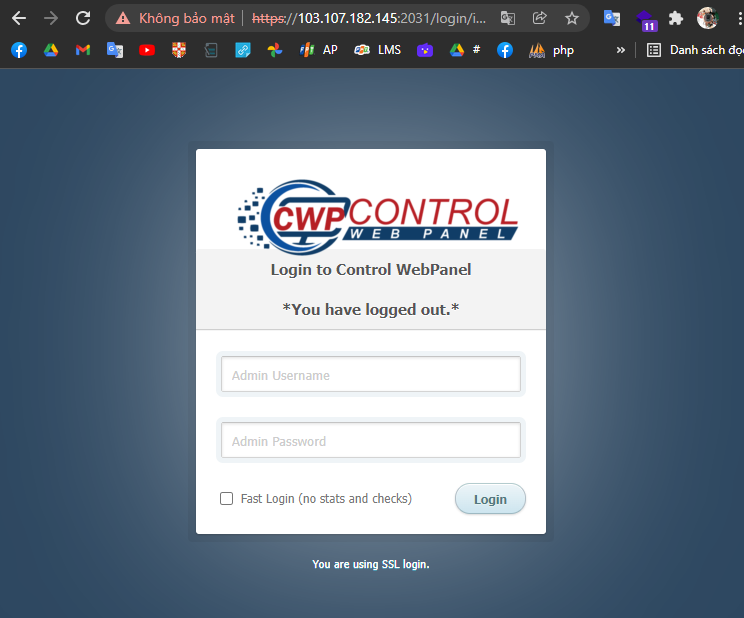 Không bảo mật https://103.107.182.145:2031/login/i...
11
AP LMS # php » Danh sách đọc
CWP CONTROL
WEB PANEL
Login to Control WebPanel
*You have logged out.*
Admin Username
Admin Password
Fast Login (no stats and checks) Login
You are using SSL login.